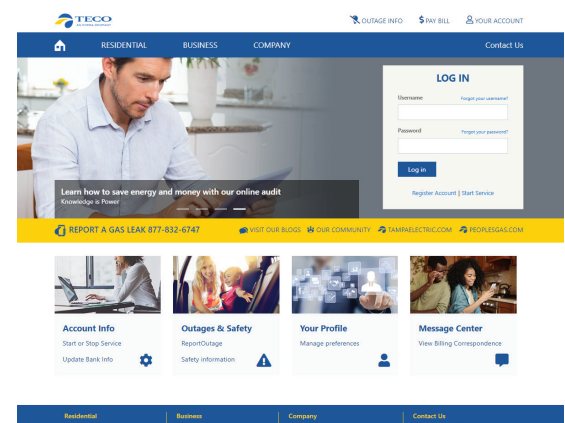 TECO
OUTAGE INFO
$ PAY BILL
YOUR ACCOUNT
RESIDENTIAL
BUSINESS
COMPANY
Contact Us
LOG IN
Username
Forgot your username?
Password
Forgot your password?
Log in
Register Account | Start Service
Learn how to save energy and money with our online audit
Knowledge is Power
REPORT A GAS LEAK 877-832-6747
VISIT OUR BLOGS
OUR COMMUNITY
TAMPAELECTRIC.COM
PEOPLESGAS.COM
Account Info
Start or Stop Service
Update Bank Info
Outages & Safety
ReportOutage
Safety information
Your Profile
Manage preferences
Message Center
View Billing Correspondence
Residential
Business
Company
Contact Us